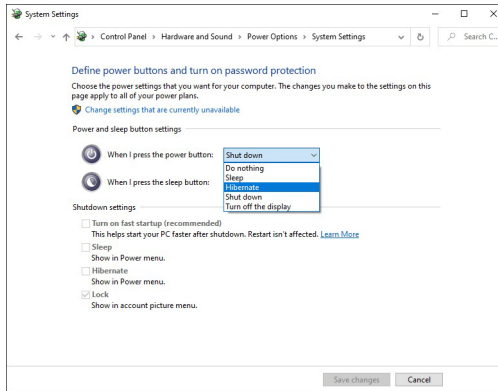 System Settings
Control Panel > Hardware and Sound > Power Options > System Settings
Search C...
Define power buttons and turn on password protection
Choose the power settings that you want for your computer. The changes you make to the settings on this
page apply to all of your power plans.
Change settings that are currently unavailable
Power and sleep button settings
When I press the power button: Shut down
Do nothing
Sleep
When I press the sleep button: Hibernate
Shut down
Turn off the display
Shutdown settings
Turn on fast startup (recommended)
This helps start your PC faster after shutdown. Restart isn't affected. Learn More
Sleep
Show in Power menu.
Hibernate
Show in Power menu.
Lock
Show in account picture menu.
Save changes Cancel